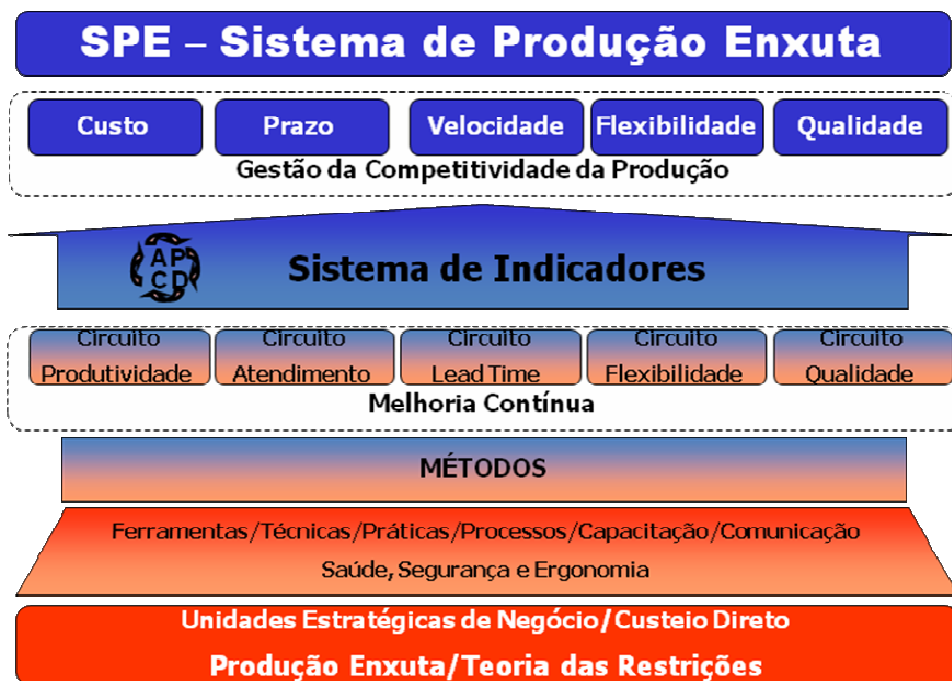 SPE – Sistema de Produção Enxuta
Custo
Prazo
Velocidade
Flexibilidade
Qualidade
Gestão da Competitividade da Produção
A P
C D
Sistema de Indicadores
Circuito
Produtividade
Circuito
Atendimento
Circuito
Lead Time
Circuito
Flexibilidade
Circuito
Qualidade
Melhoria Contínua
MÉTODOS
Ferramentas/Técnicas/Práticas/Processos/Capacitação/Comunicação
Saúde, Segurança e Ergonomia
Unidades Estratégicas de Negócio/Custeio Direto
Produção Enxuta/Teoria das Restrições